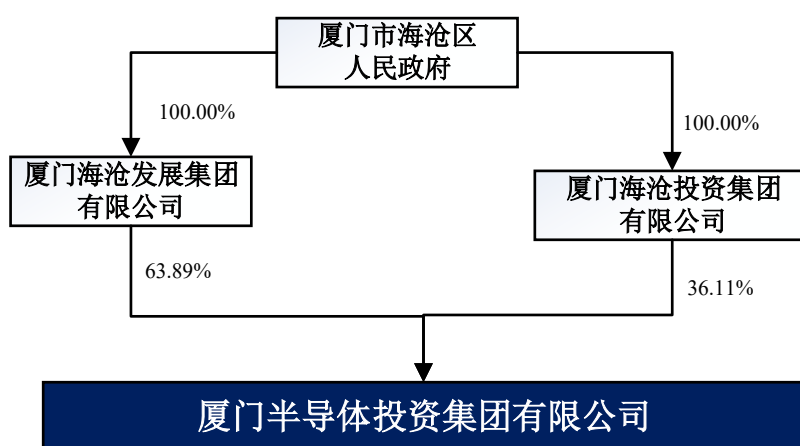 厦门市海沧区
人民政府
100.00%
100.00%
厦门海沧发展集团
有限公司
厦门海沧投资集团
有限公司
63.89%
36.11%
厦门半导体投资集团有限公司